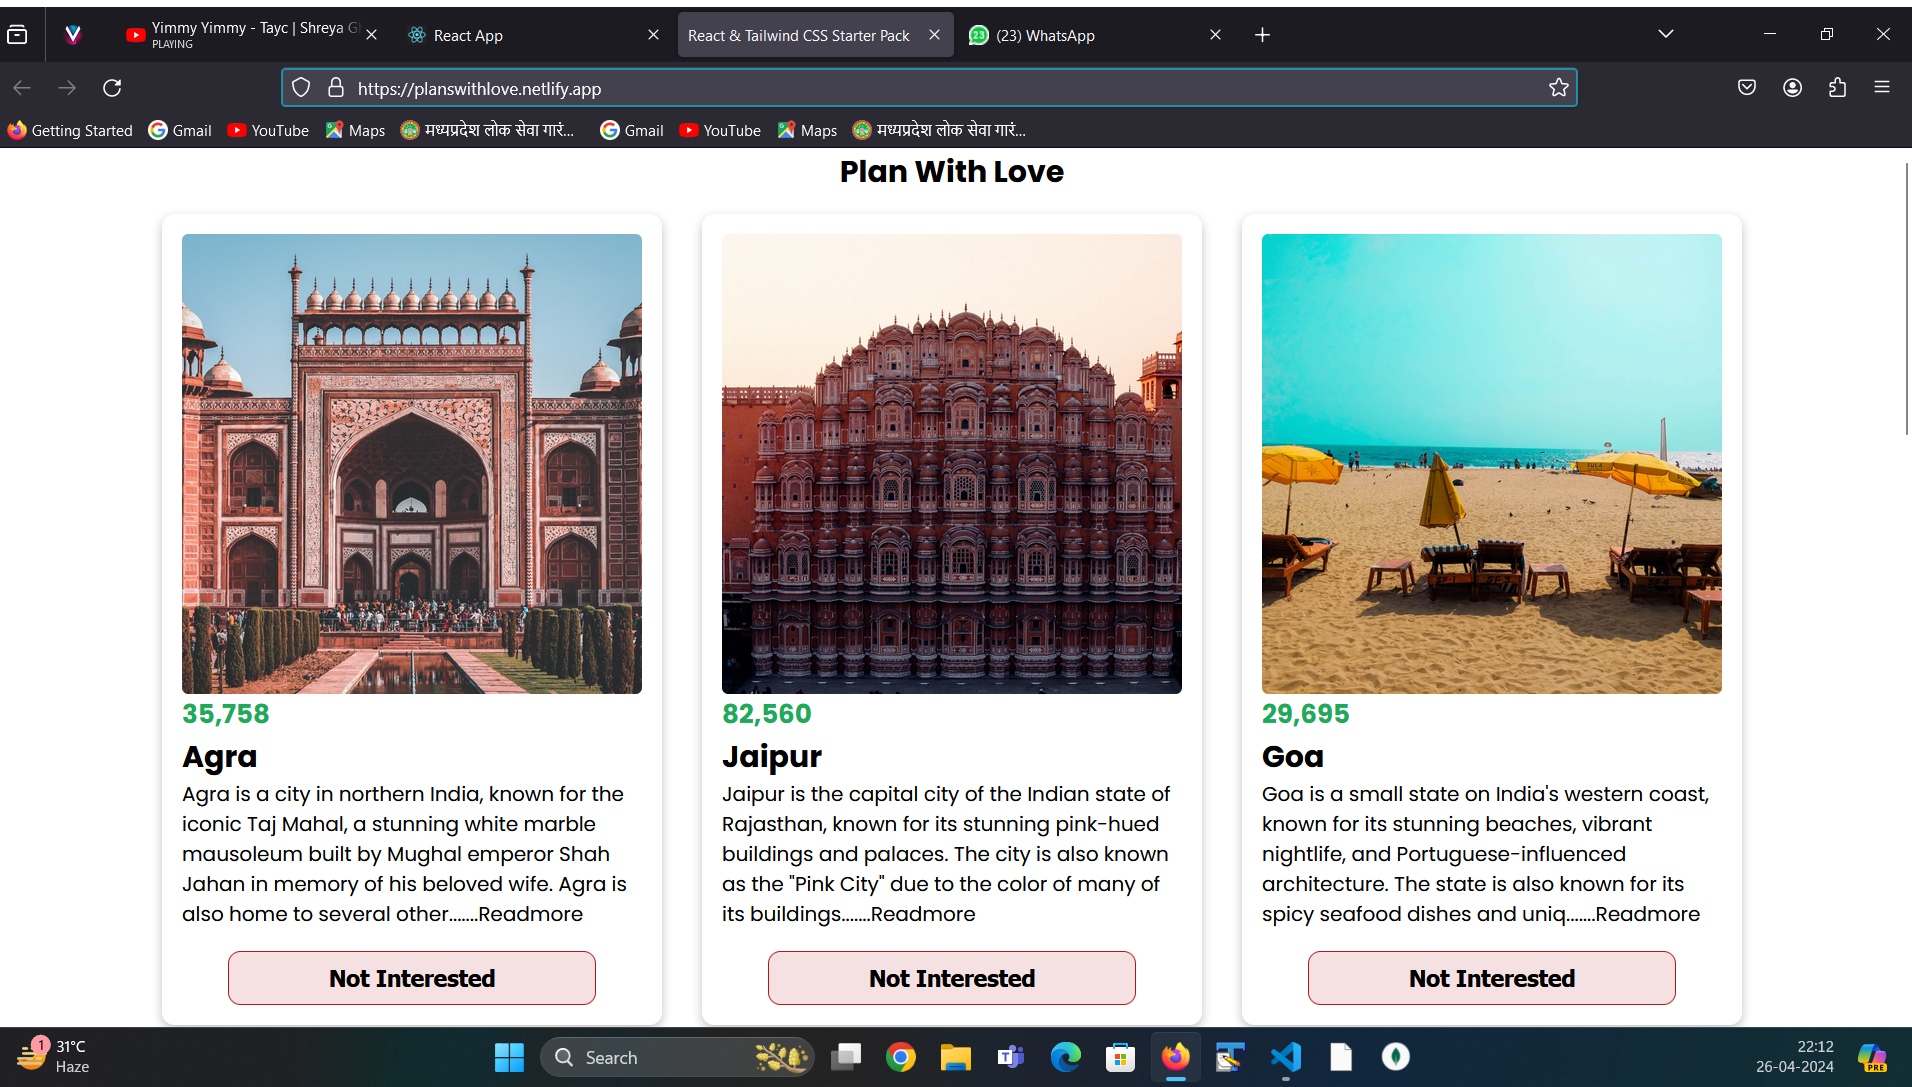 Yimmy Yimmy - Tayc | Shreya G
PLAYING
React App
React & Tailwind CSS Starter Pack
23
(23) WhatsApp
https://planswithlove.netlify.app
Getting Started
Gmail
YouTube
Maps
मध्यप्रदेश लोक सेवा गारं...
Gmail
YouTube
Maps
मध्यप्रदेश लोक सेवा गारं...
Plan With Love
35,758
Agra
Agra is a city in northern India, known for the
iconic Taj Mahal, a stunning white marble
mausoleum built by Mughal emperor Shah
Jahan in memory of his beloved wife. Agra is
also home to several other.......Readmore
Not Interested
82,560
Jaipur
Jaipur is the capital city of the Indian state of
Rajasthan, known for its stunning pink-hued
buildings and palaces. The city is also known
as the "Pink City" due to the color of many of
its buildings.......Readmore
Not Interested
29,695
Goa
Goa is a small state on India's western coast,
known for its stunning beaches, vibrant
nightlife, and Portuguese-influenced
architecture. The state is also known for its
spicy seafood dishes and uniq.......Readmore
Not Interested
1
31°C
Haze
Search
22:12
26-04-2024
PRE